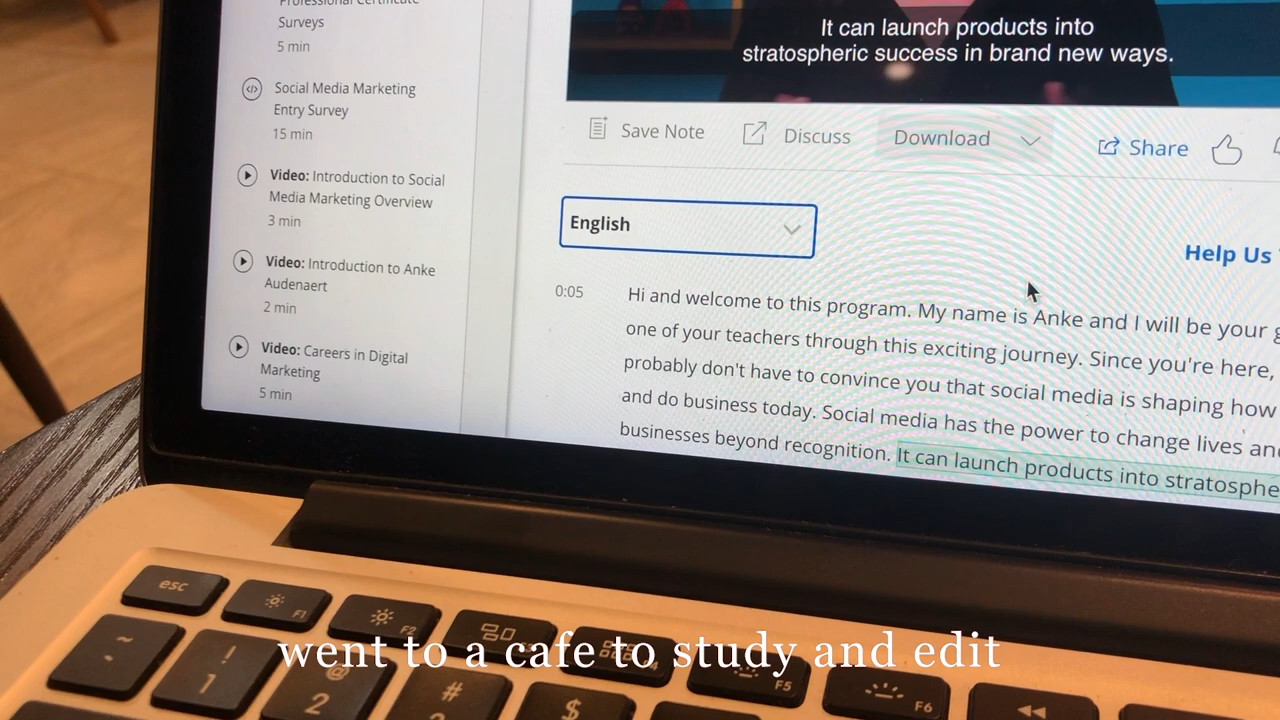 Professional Certificate
Surveys
5 min
Social Media Marketing
Entry Survey
15 min
Video: Introduction to Social
Media Marketing Overview
3 min
Video: Introduction to Anke
Audenaert
2 min
Video: Careers in Digital
Marketing
5 min
It can launch products into
stratospheric success in brand new ways.
Save Note
Discuss
Download
Share
English
Help Us
0:05
Hi and welcome to this program. My name is Anke and I will be your g
one of your teachers through this exciting journey. Since you're here,
probably don't have to convince you that social media is shaping how
and do business today. Social media has the power to change lives and
businesses beyond recognition. It can launch products into stratosphe
esc
F1
F2
F5
F6
~
!
1
@
2
#
$
went to a cafe to study and edit